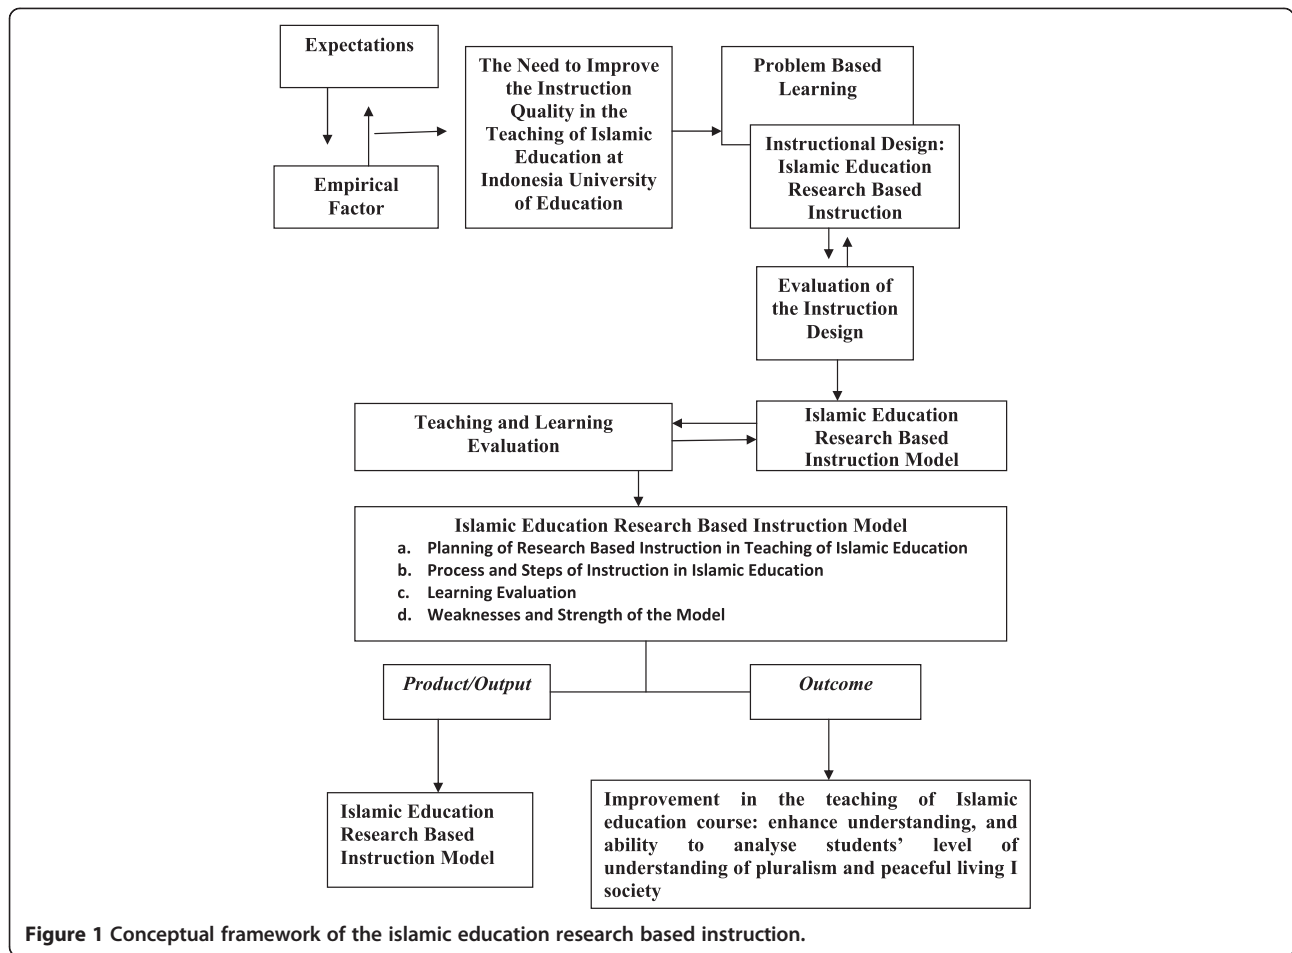 Expectations
Empirical
Factor
The Need to Improve
the Instruction
Quality in the
Teaching of Islamic
Education at
Indonesia University
of Education
Problem Based
Learning
Instructional Design:
Islamic Education
Research Based
Instruction
Evaluation of
the Instruction
Design
Teaching and Learning
Evaluation
Islamic Education
Research Based
Instruction Model
Islamic Education Research Based Instruction Model
a. Planning of Research Based Instruction in Teaching of Islamic Education
b. Process and Steps of Instruction in Islamic Education
c. Learning Evaluation
d. Weaknesses and Strength of the Model
Product/Output
Outcome
Islamic Education
Research Based
Instruction Model
Improvement in the teaching of Islamic
education course: enhance understanding, and
ability to analyse students’ level of
understanding of pluralism and peaceful living I
society
Figure 1 Conceptual framework of the islamic education research based instruction.